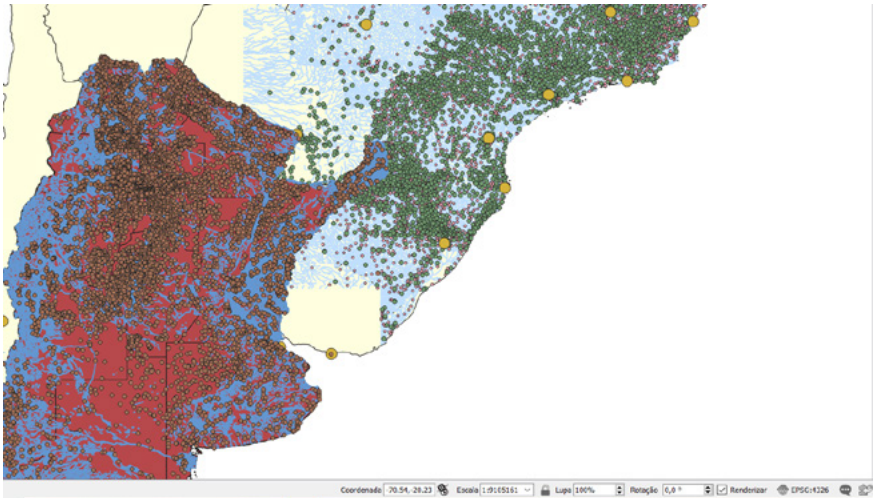 Coordenada -70.54,-20.23 Escala 1:9105161 Lupa 100% Rotação 0,0 ° Renderizar EPSG:4326